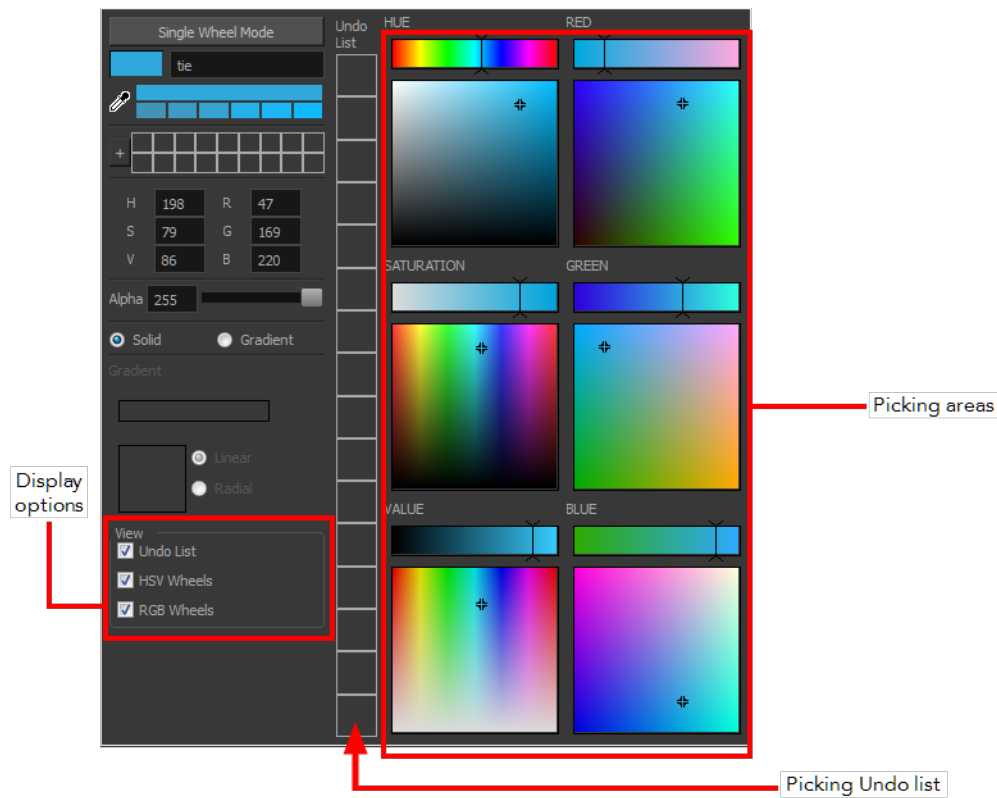 Single Wheel Mode
tie
+
H 198 R 47
S 79 G 169
V 86 B 220
Alpha 255
Solid Gradient
Gradient
Linear
Radial
View
Undo List
HSV Wheels
RGB Wheels
Undo
List
HUE
RED
SATURATION
GREEN
VALUE
BLUE
Display
options
Picking areas
Picking Undo list